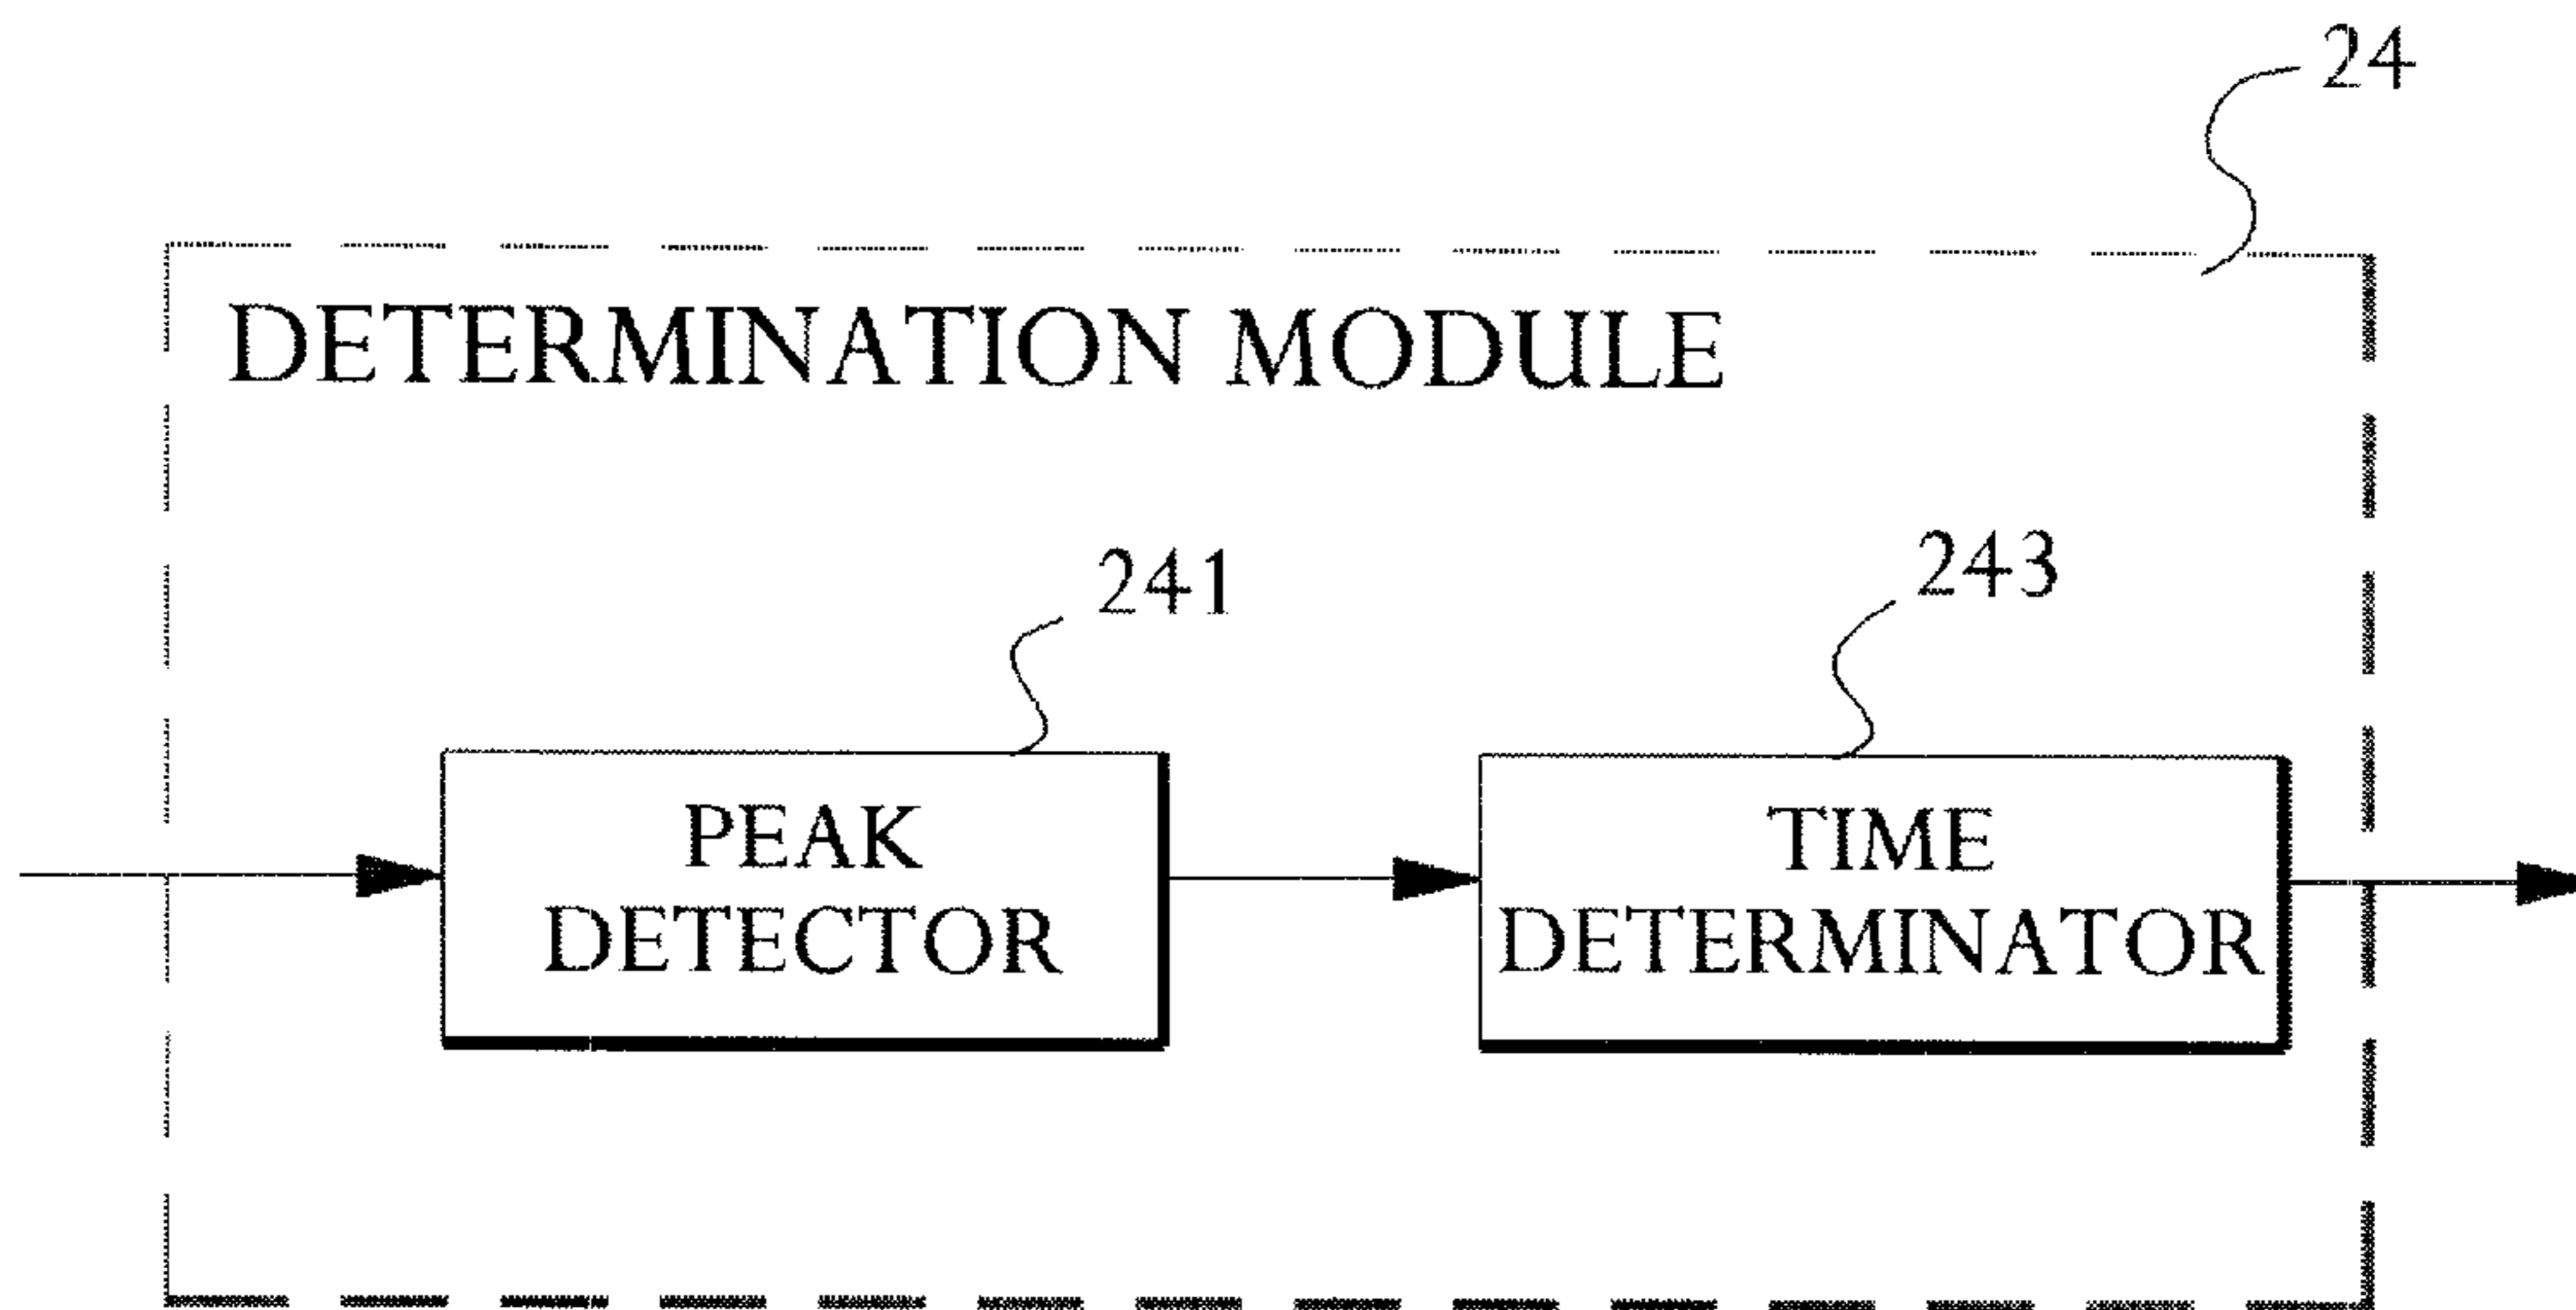 24
DETERMINATION MODULE
241
243
PEAK
DETECTOR
TIME
DETERMINATOR